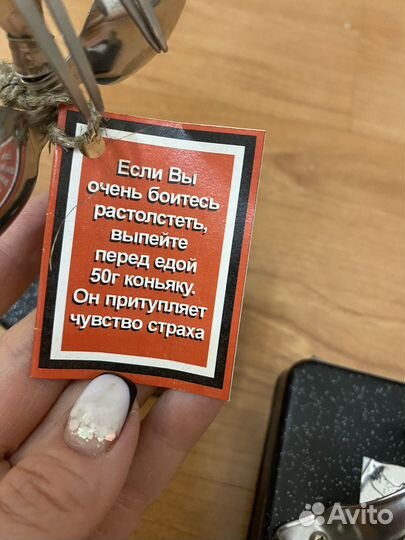 Если Вы
очень боитесь
растолстеть,
выпейте
перед едой
50г коньяку.
Он притупляет
чувство страха
Avito